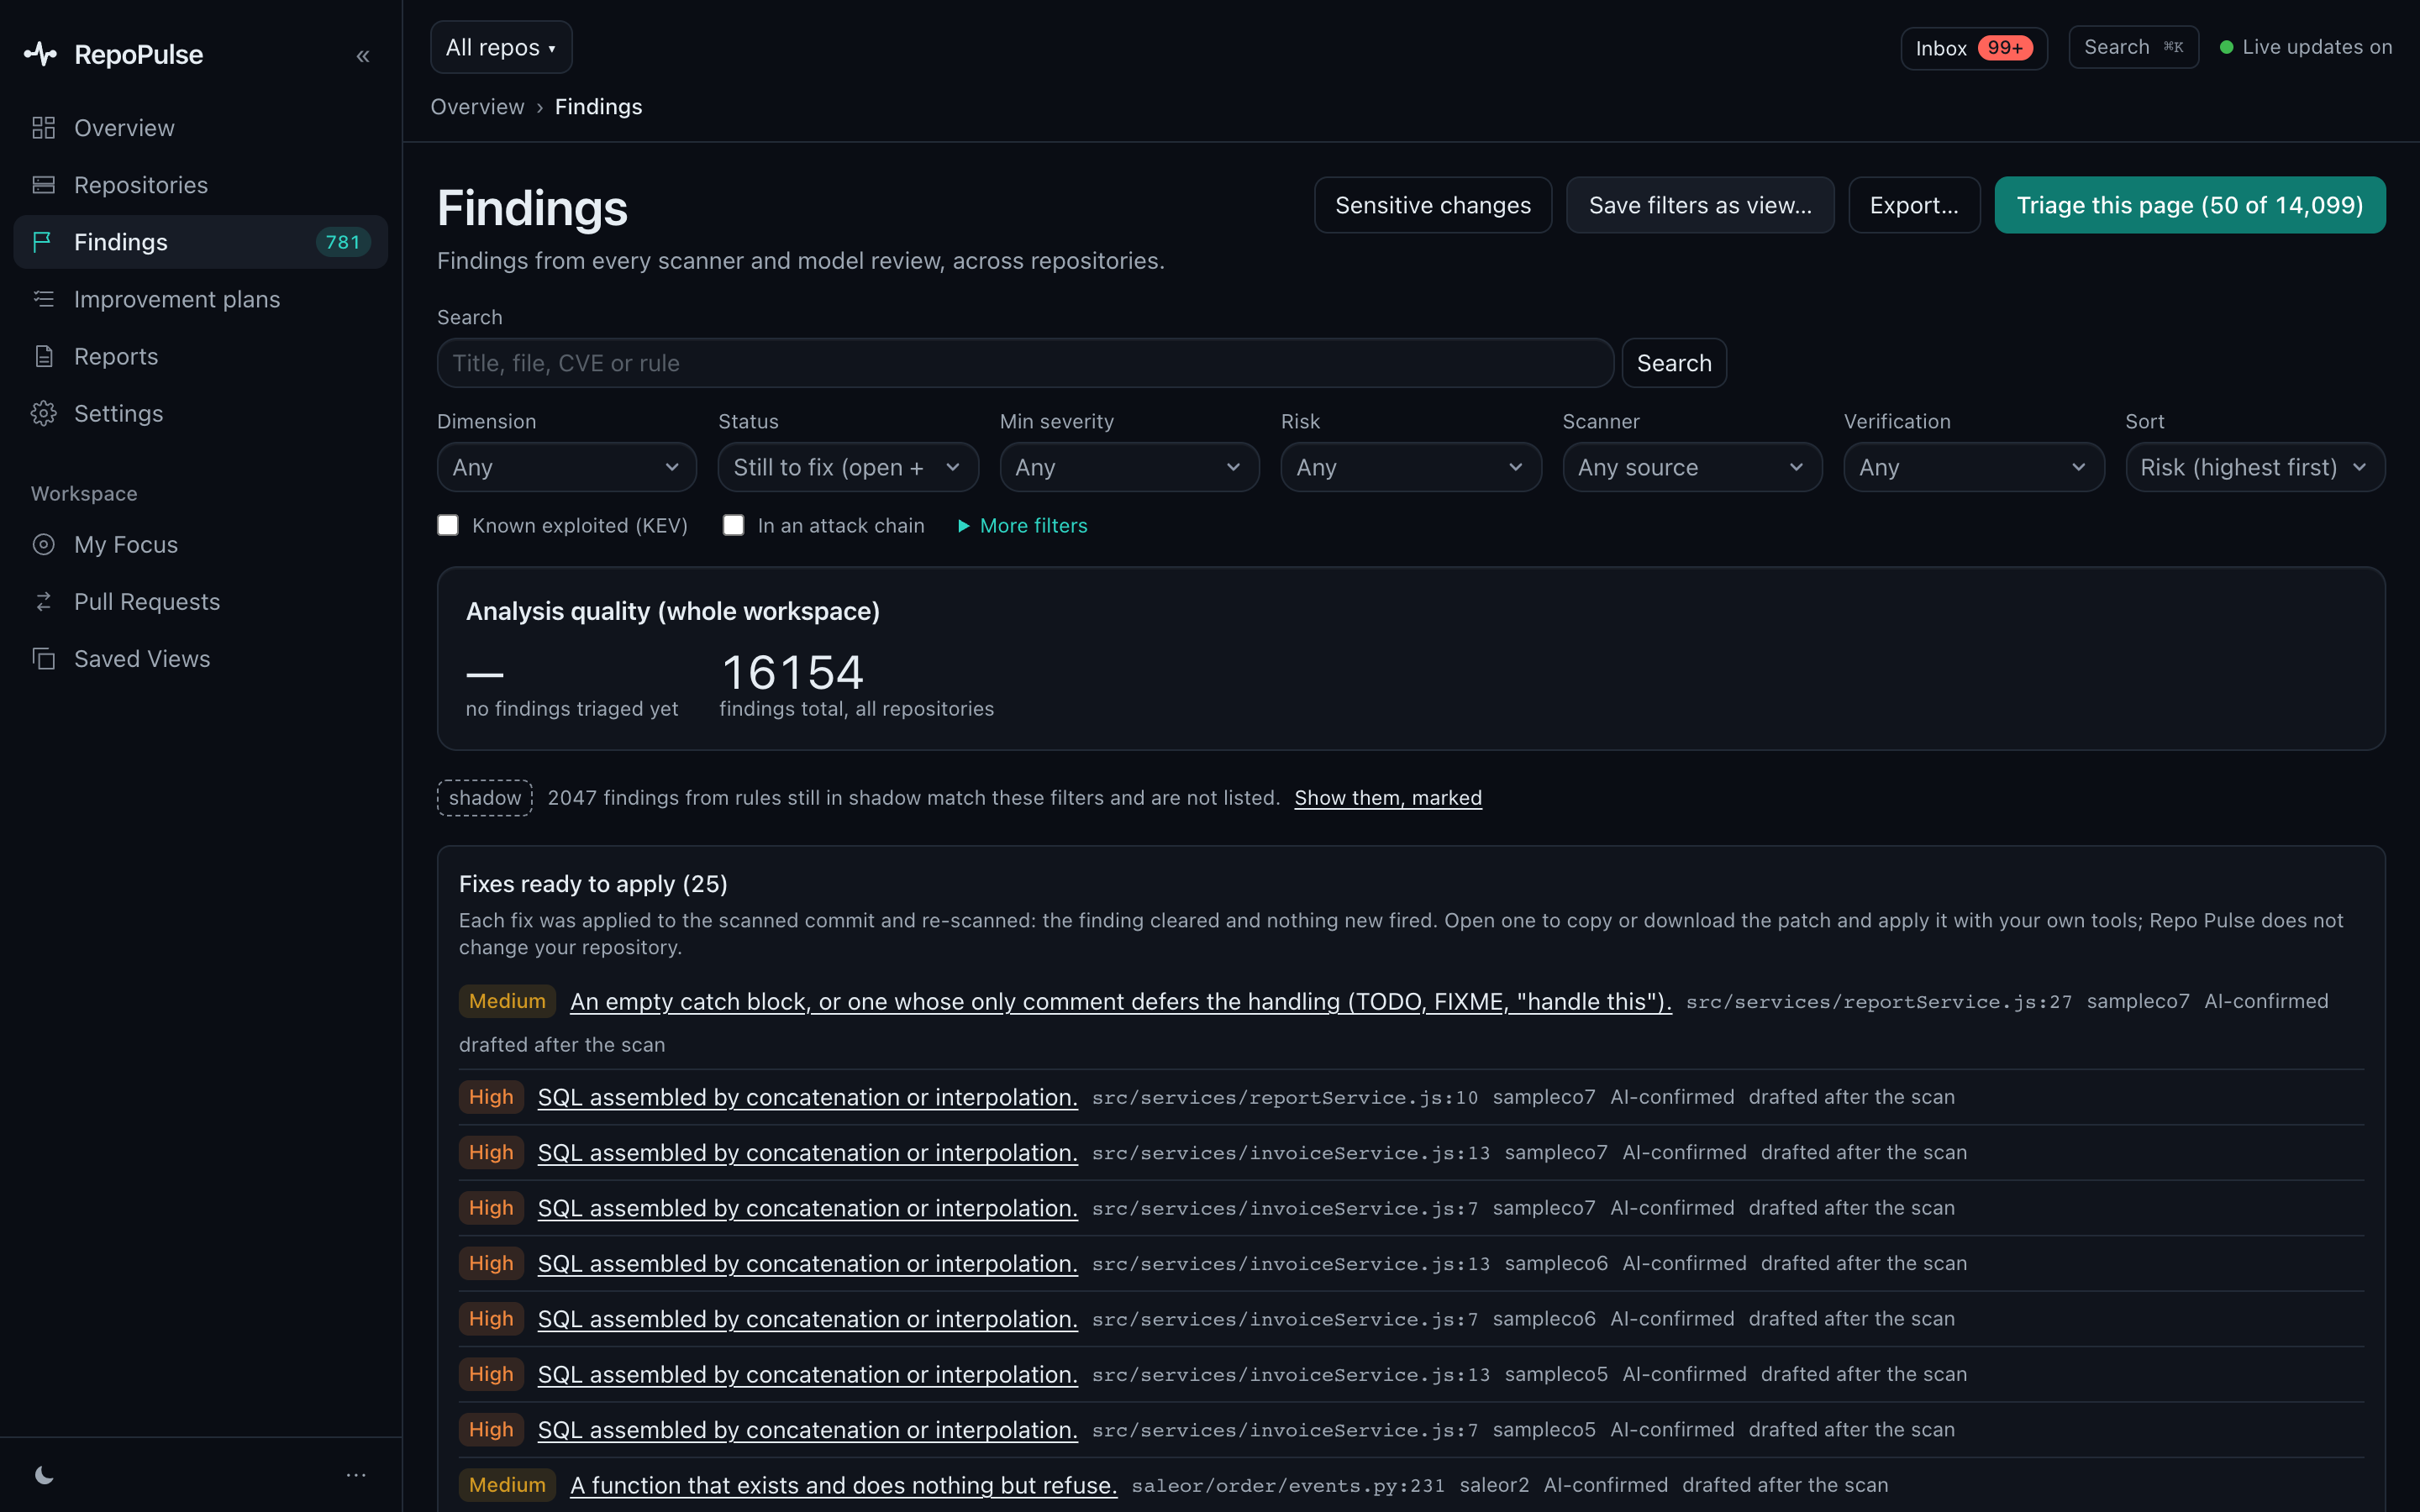 RepoPulse «
Overview
Repositories
Findings 781
Improvement plans
Reports
Settings
Workspace
My Focus
Pull Requests
Saved Views
All repos ▾
Inbox 99+
Search ⌘K
Live updates on
Overview › Findings
Findings
Sensitive changes
Save filters as view...
Export...
Triage this page (50 of 14,099)
Findings from every scanner and model review, across repositories.
Search
Title, file, CVE or rule
Search
Dimension Status Min severity Risk Scanner Verification Sort
Any Still to fix (open + Any Any Any source Any Risk (highest first)
Known exploited (KEV) In an attack chain ▶ More filters
Analysis quality (whole workspace)
— 16154
no findings triaged yet findings total, all repositories
shadow 2047 findings from rules still in shadow match these filters and are not listed. Show them, marked
Fixes ready to apply (25)
Each fix was applied to the scanned commit and re-scanned: the finding cleared and nothing new fired. Open one to copy or download the patch and apply it with your own tools; Repo Pulse does not
change your repository.
Medium An empty catch block, or one whose only comment defers the handling (TODO, FIXME, "handle this"). src/services/reportService.js:27 sampleco7 AI-confirmed
drafted after the scan
High SQL assembled by concatenation or interpolation. src/services/reportService.js:10 sampleco7 AI-confirmed drafted after the scan
High SQL assembled by concatenation or interpolation. src/services/invoiceService.js:13 sampleco7 AI-confirmed drafted after the scan
High SQL assembled by concatenation or interpolation. src/services/invoiceService.js:7 sampleco7 AI-confirmed drafted after the scan
High SQL assembled by concatenation or interpolation. src/services/invoiceService.js:13 sampleco6 AI-confirmed drafted after the scan
High SQL assembled by concatenation or interpolation. src/services/invoiceService.js:7 sampleco6 AI-confirmed drafted after the scan
High SQL assembled by concatenation or interpolation. src/services/invoiceService.js:13 sampleco5 AI-confirmed drafted after the scan
High SQL assembled by concatenation or interpolation. src/services/invoiceService.js:7 sampleco5 AI-confirmed drafted after the scan
Medium A function that exists and does nothing but refuse. saleor/order/events.py:231 saleor2 AI-confirmed drafted after the scan